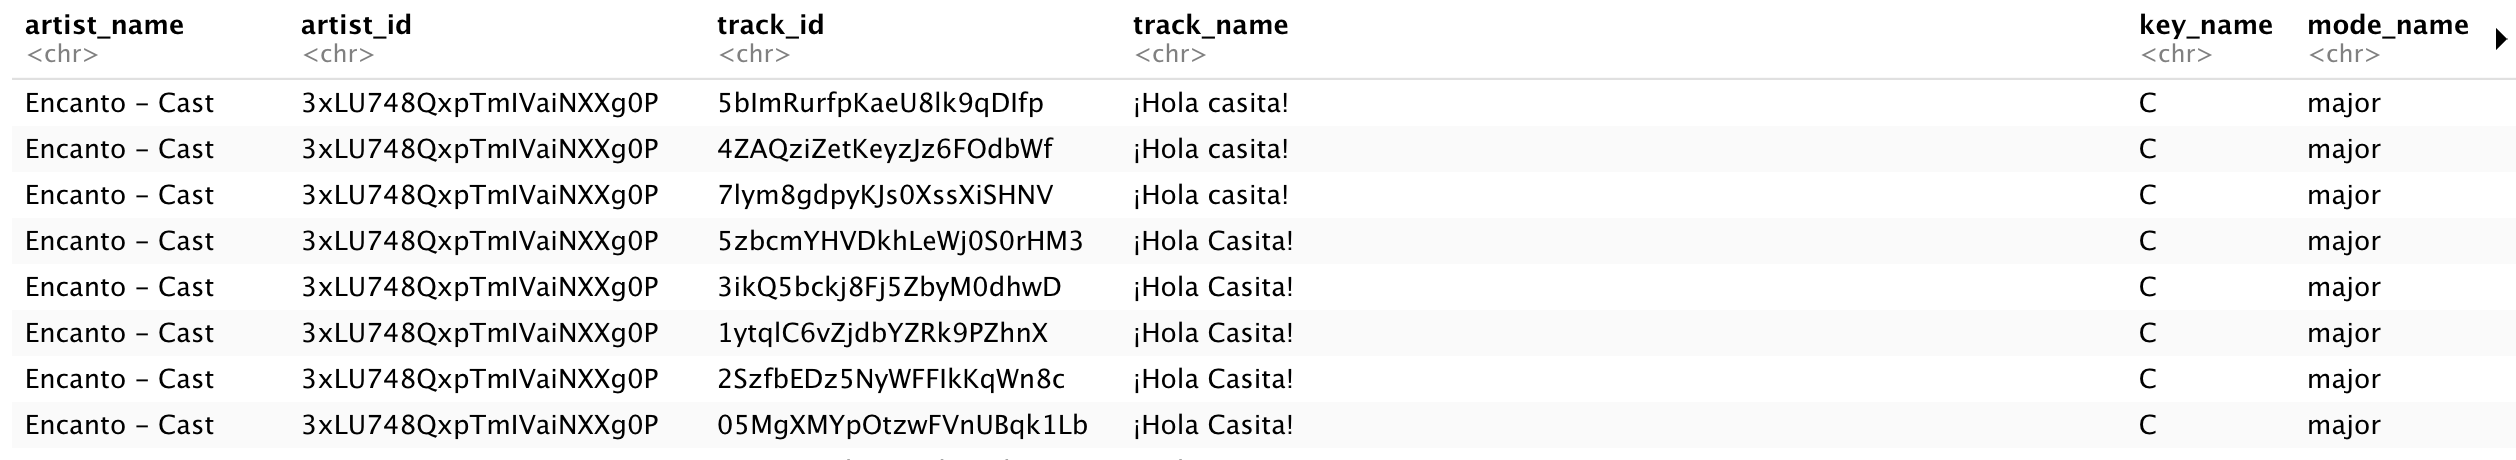 artist_name artist_id track_id track_name key_name mode_name
<chr> <chr> <chr> <chr> <chr> <chr>
Encanto – Cast 3xLU748QxpTmIVaiNXXg0P 5bImRurfpKaeU8lk9qDIfp ¡Hola casita! C major
Encanto – Cast 3xLU748QxpTmIVaiNXXg0P 4ZAQziZetKeyzJz6FOdbWf ¡Hola casita! C major
Encanto – Cast 3xLU748QxpTmIVaiNXXg0P 7lym8gdpyKJs0XssXiSHNV ¡Hola casita! C major
Encanto – Cast 3xLU748QxpTmIVaiNXXg0P 5zbcmYHVDkhLeWj0S0rHM3 ¡Hola Casita! C major
Encanto – Cast 3xLU748QxpTmIVaiNXXg0P 3ikQ5bckj8Fj5ZbyM0dhwD ¡Hola Casita! C major
Encanto – Cast 3xLU748QxpTmIVaiNXXg0P 1ytqlC6vZjdbYZRk9PZhnX ¡Hola Casita! C major
Encanto – Cast 3xLU748QxpTmIVaiNXXg0P 2SzfbEDz5NyWFFIkKqWn8c ¡Hola Casita! C major
Encanto – Cast 3xLU748QxpTmIVaiNXXg0P 05MgXMYpOtzwFVnUBqk1Lb ¡Hola Casita! C major